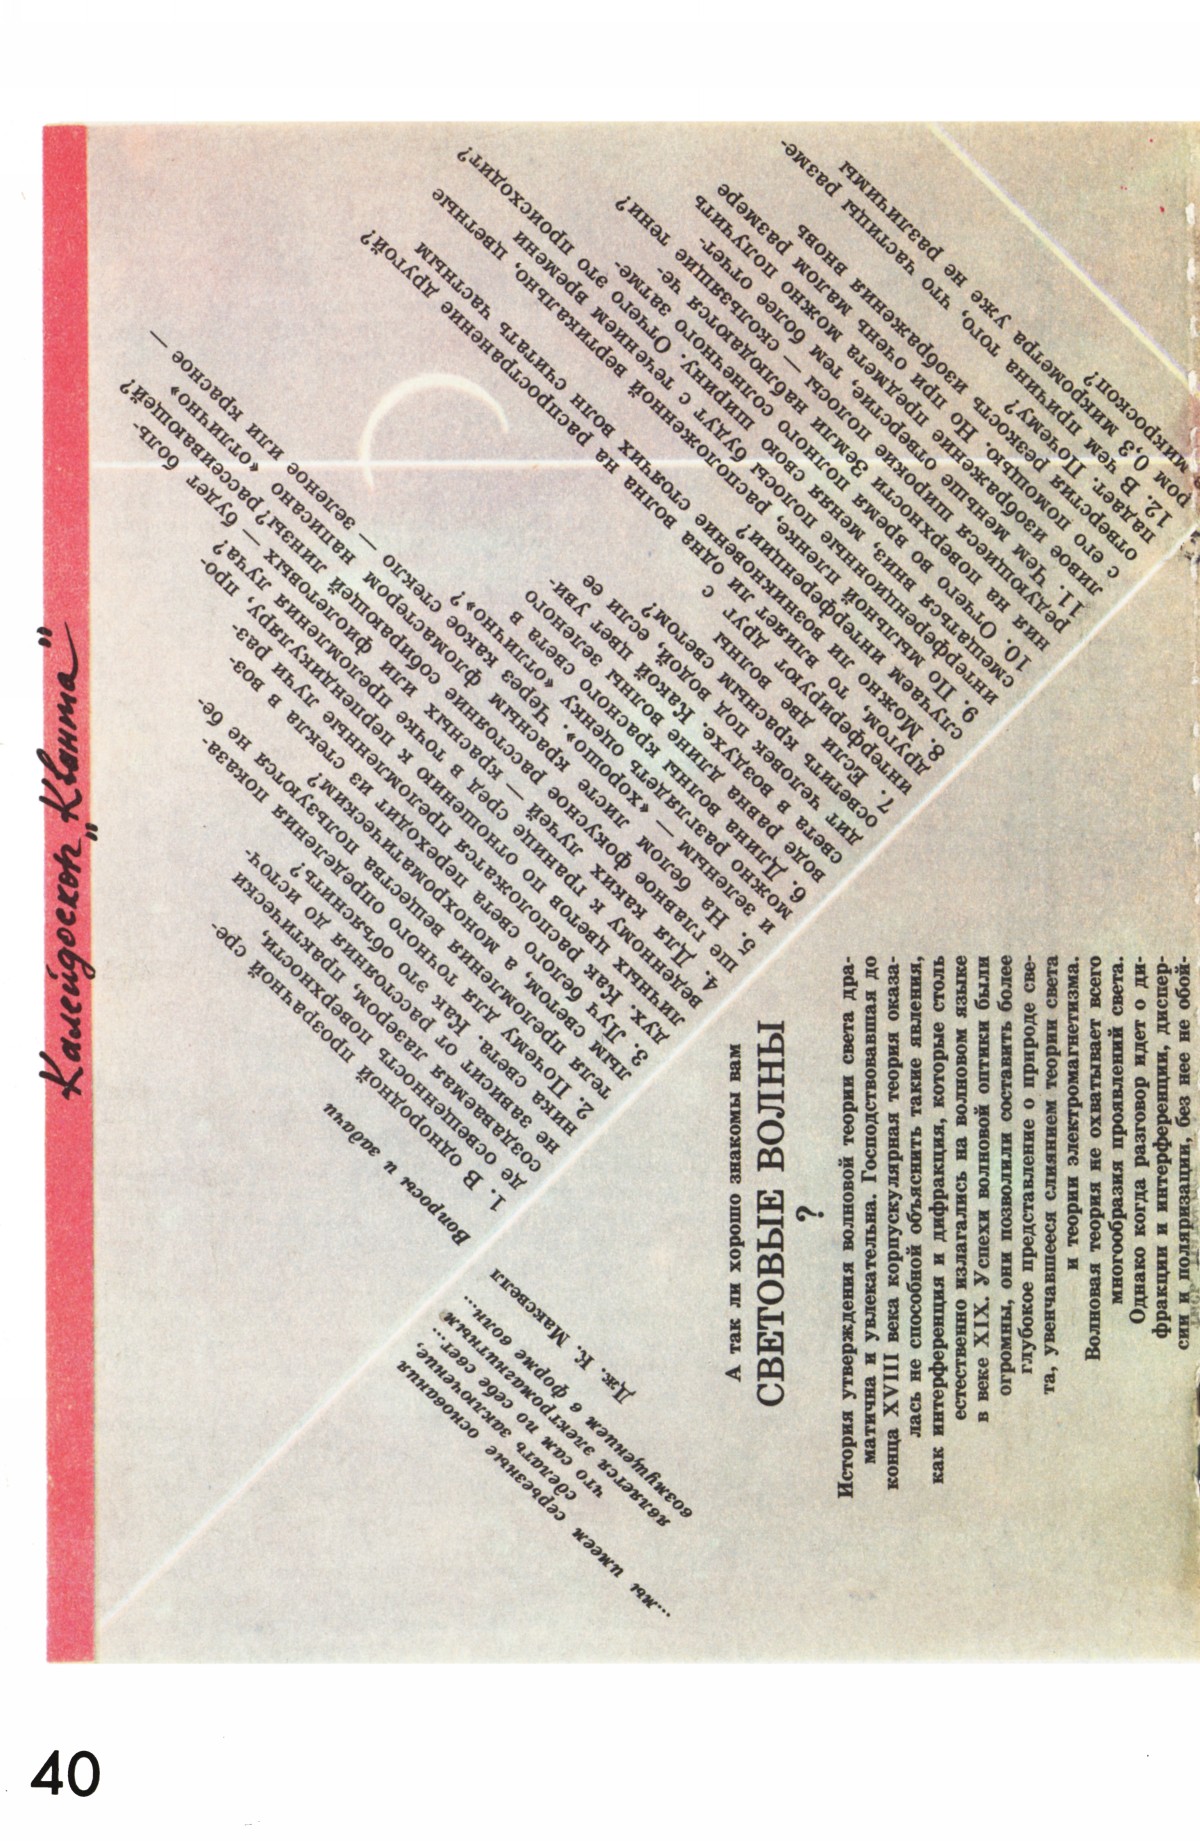 Калейдоскоп „Кванта"
...мы имеем серьезные основания
сделать заключение,
что сам по себе свет...
является электромагнитным
возмущением в форме волн...
Дж. К. Максвелл
А так ли хорошо знакомы вам
СВЕТОВЫЕ ВОЛНЫ
?
История утверждения волновой теории света дра-
матична и увлекательна. Господствовавшая до
конца XVIII века корпускулярная теория оказа-
лась не способной объяснить такие явления,
как интерференция и дифракция, которые столь
естественно излагались на волновом языке
в веке XIX. Успехи волновой оптики были
огромны, они позволили составить более
глубокое представление о природе све-
та, увенчавшееся слиянием теории света
и теории электромагнетизма.
Волновая теория не охватывает всего
многообразия проявлений света.
Однако когда разговор идет о ди-
фракции и интерференции, диспер-
сии и поляризации, без нее не обой-
Вопросы и задачи
1. В однородной прозрачной сре-
де освещенность поверхности,
создаваемая лазером, практически
не зависит от расстояния до источ-
ника света. Как это объяснить?
2. Почему для точного определения показа-
теля преломления вещества пользуются не бе-
лым светом, а монохроматическим?
3. Луч белого света переходит из стекла в воз-
дух. Как расположатся преломленные лучи раз-
личных цветов по отношению к перпендикуляру, про-
веденному к границе сред в точке преломления луча?
4. Для каких лучей — красных или фиолетовых — будет боль-
ше главное фокусное расстояние собирающей линзы? рассеивающей?
5. На белом листе красным фломастером написано «отлично»
и зеленым — «хорошо». Через какое стекло — зеленое или красное —
можно разглядеть оценку «отлично»?
6. Длина волны красного света в
воде равна длине волны зеленого
света в воздухе. Какой цвет уви-
дит человек под водой, если ее
осветить красным светом?
7. Если две волны
интерферируют друг с
другом, то влияет ли одна волна на распространение другой?
8. Можно ли возникновение стоячих волн считать частным
случаем интерференции?
9. По мыльной пленке, расположенной вертикально, цветные
интерференционные полосы будут с течением времени
смещаться вниз, меняя свою ширину. Отчего это происходит?
10. Отчего во время полного солнечного затме-
ния на поверхности Земли наблюдаются че-
редующиеся широкие полосы — скользящие тени?
11. Чем меньше отверстие, тем более отчет-
ливое изображение предмета можно получить
с его помощью. Но при очень малом размере
отверстия резкость изображения вновь
падает. Почему?
12. В чем причина того, что частицы разме-
ром 0,3 микрометра уже не различимы
микроскоп?
40